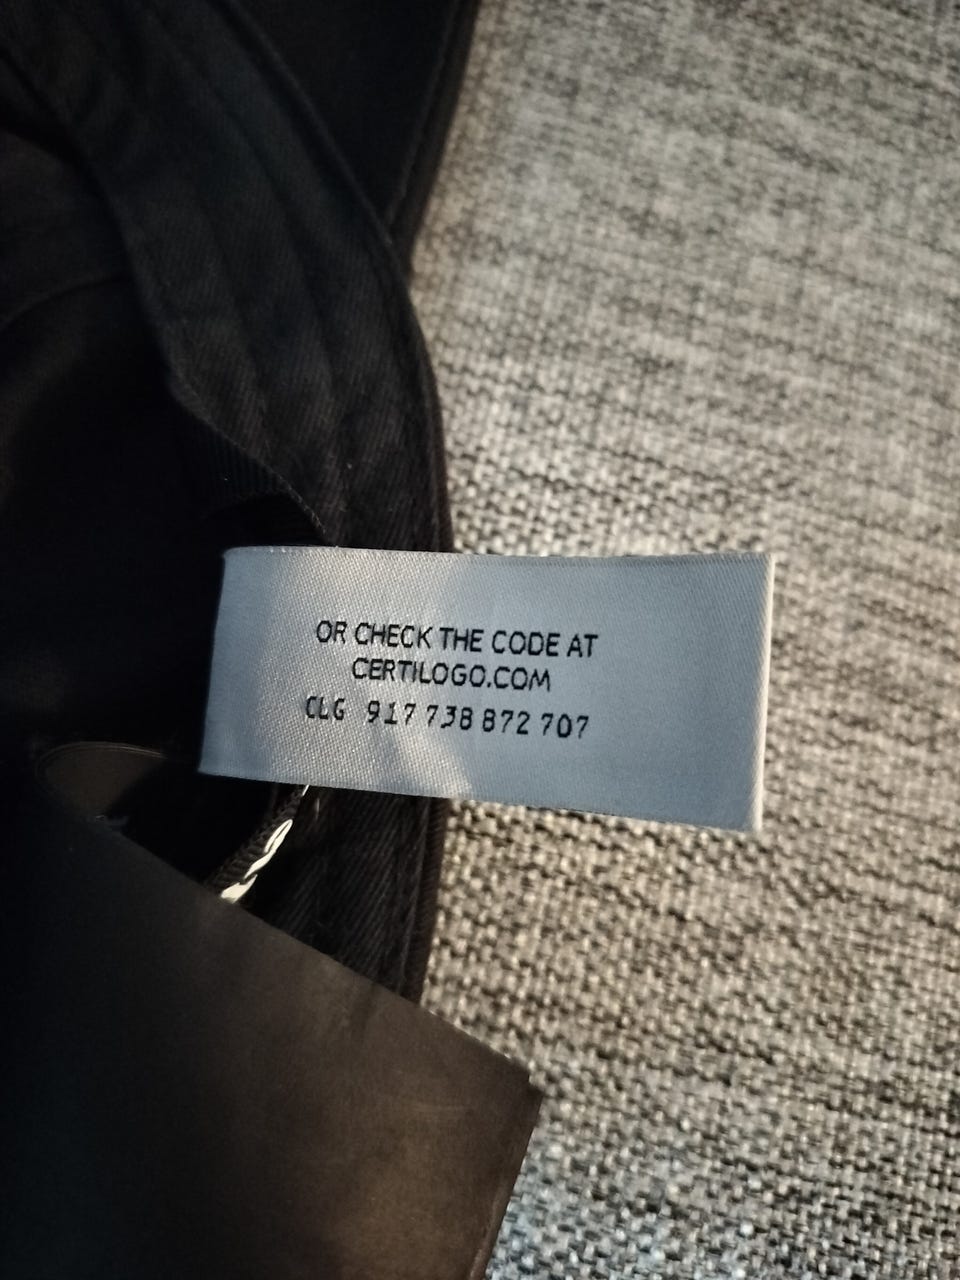 OR CHECK THE CODE AT
CERTILOGO.COM
CLG 917 738 872 707